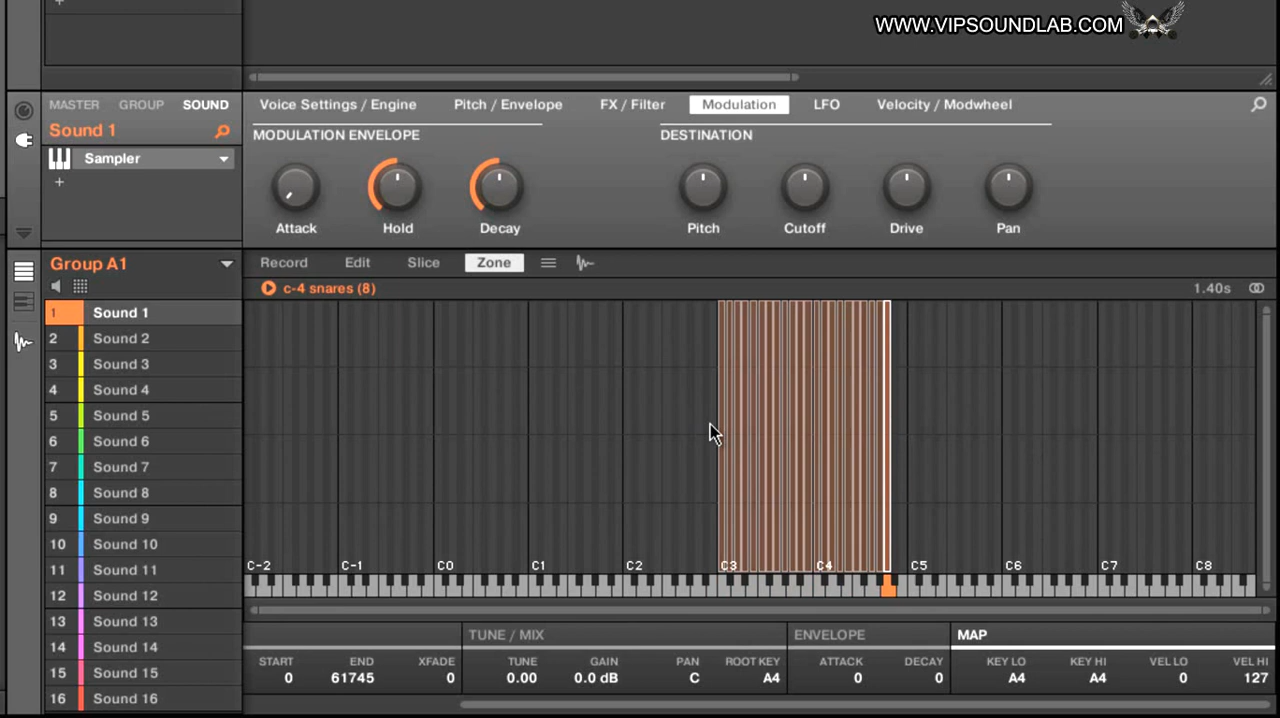 WWW.VIPSOUNDLAB.COM
MASTER GROUP SOUND
Voice Settings / Engine Pitch / Envelope FX / Filter Modulation LFO Velocity / Modwheel
Sound 1
MODULATION ENVELOPE DESTINATION
Sampler
+
Attack Hold Decay Pitch Cutoff Drive Pan
Group A1
Record Edit Slice Zone
c-4 snares (8) 1.40s
1 Sound 1
2 Sound 2
3 Sound 3
4 Sound 4
5 Sound 5
6 Sound 6
7 Sound 7
8 Sound 8
9 Sound 9
10 Sound 10
11 Sound 11
12 Sound 12
13 Sound 13
14 Sound 14
15 Sound 15
16 Sound 16
C-2 C-1 C0 C1 C2 C3 C4 C5 C6 C7 C8
TUNE / MIX ENVELOPE MAP
START END XFADE TUNE GAIN PAN ROOT KEY ATTACK DECAY KEY LO KEY HI VEL LO VEL HI
0 61745 0 0.00 0.0 dB C A4 0 0 A4 A4 0 127